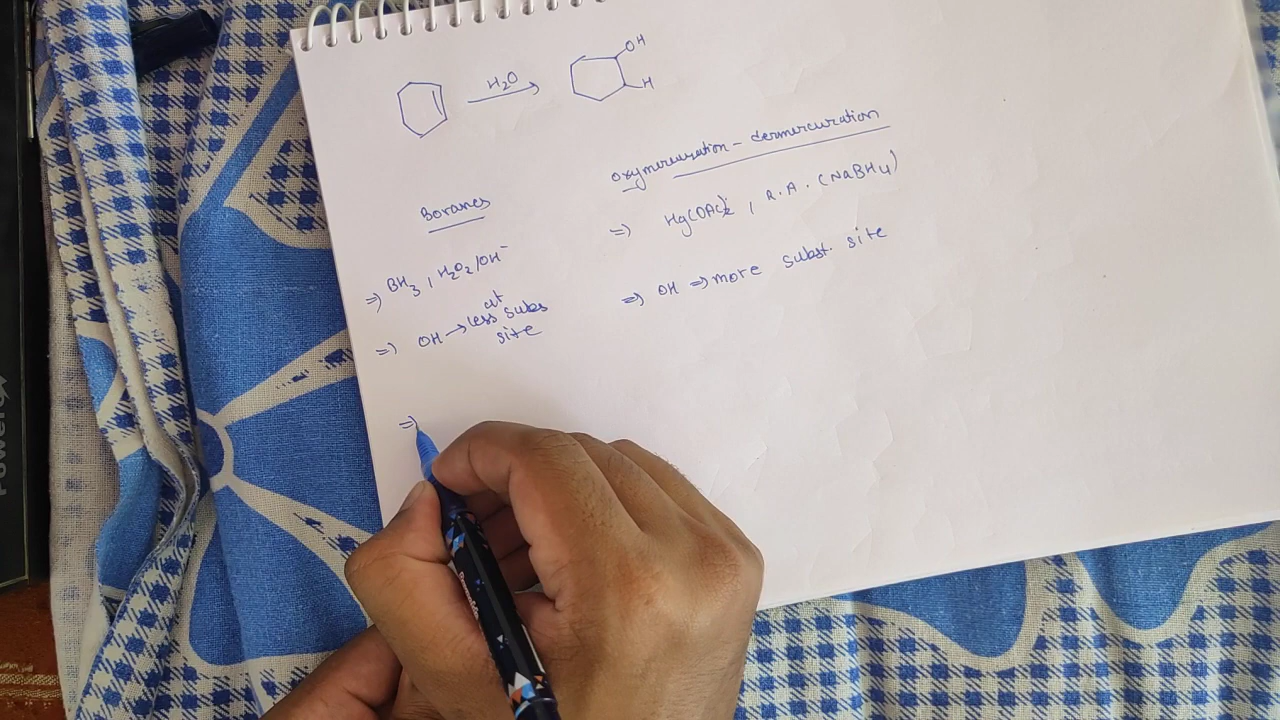 H2O
OH
H
oxymercuration - demercuration
Boranes
=> Hg(OAc)2 , R.A. (NaBH4)
=> BH3 , H2O2/OH-
=> OH => more subst. site
=> OH → at less subs
site
=>